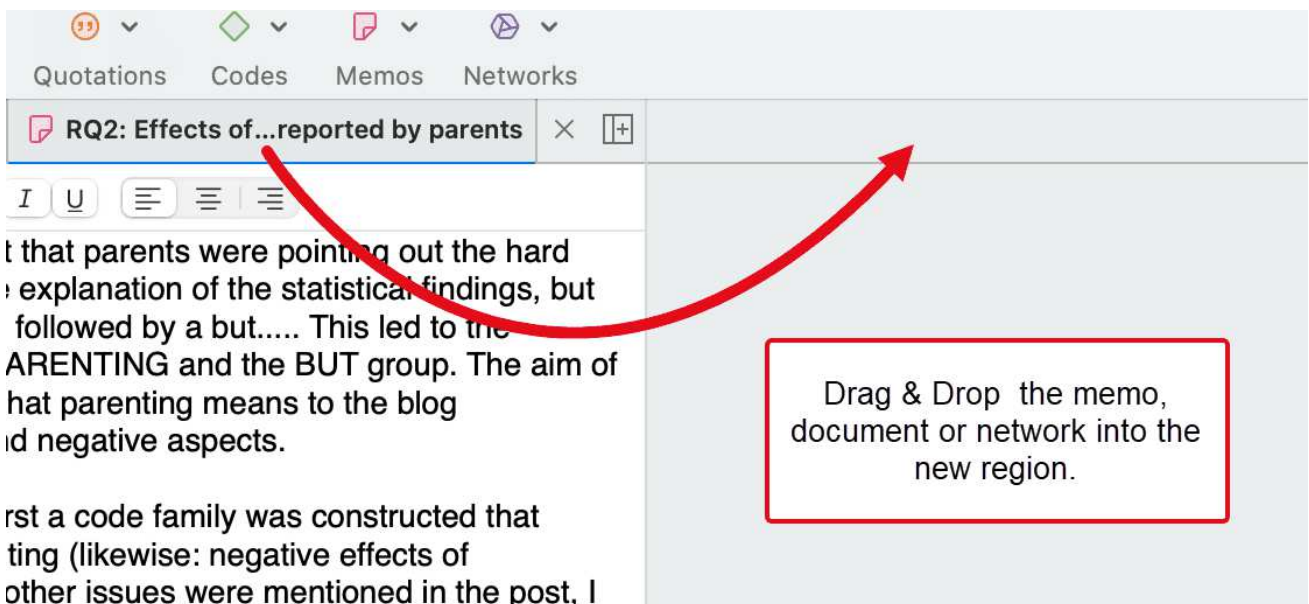 Quotations Codes Memos Networks
RQ2: Effects of...reported by parents
I U
t that parents were pointing out the hard
explanation of the statistical findings, but
followed by a but..... This led to the
ARENTING and the BUT group. The aim of
hat parenting means to the blog
d negative aspects.
rst a code family was constructed that
ting (likewise: negative effects of
other issues were mentioned in the post, I
Drag & Drop the memo,
document or network into the
new region.